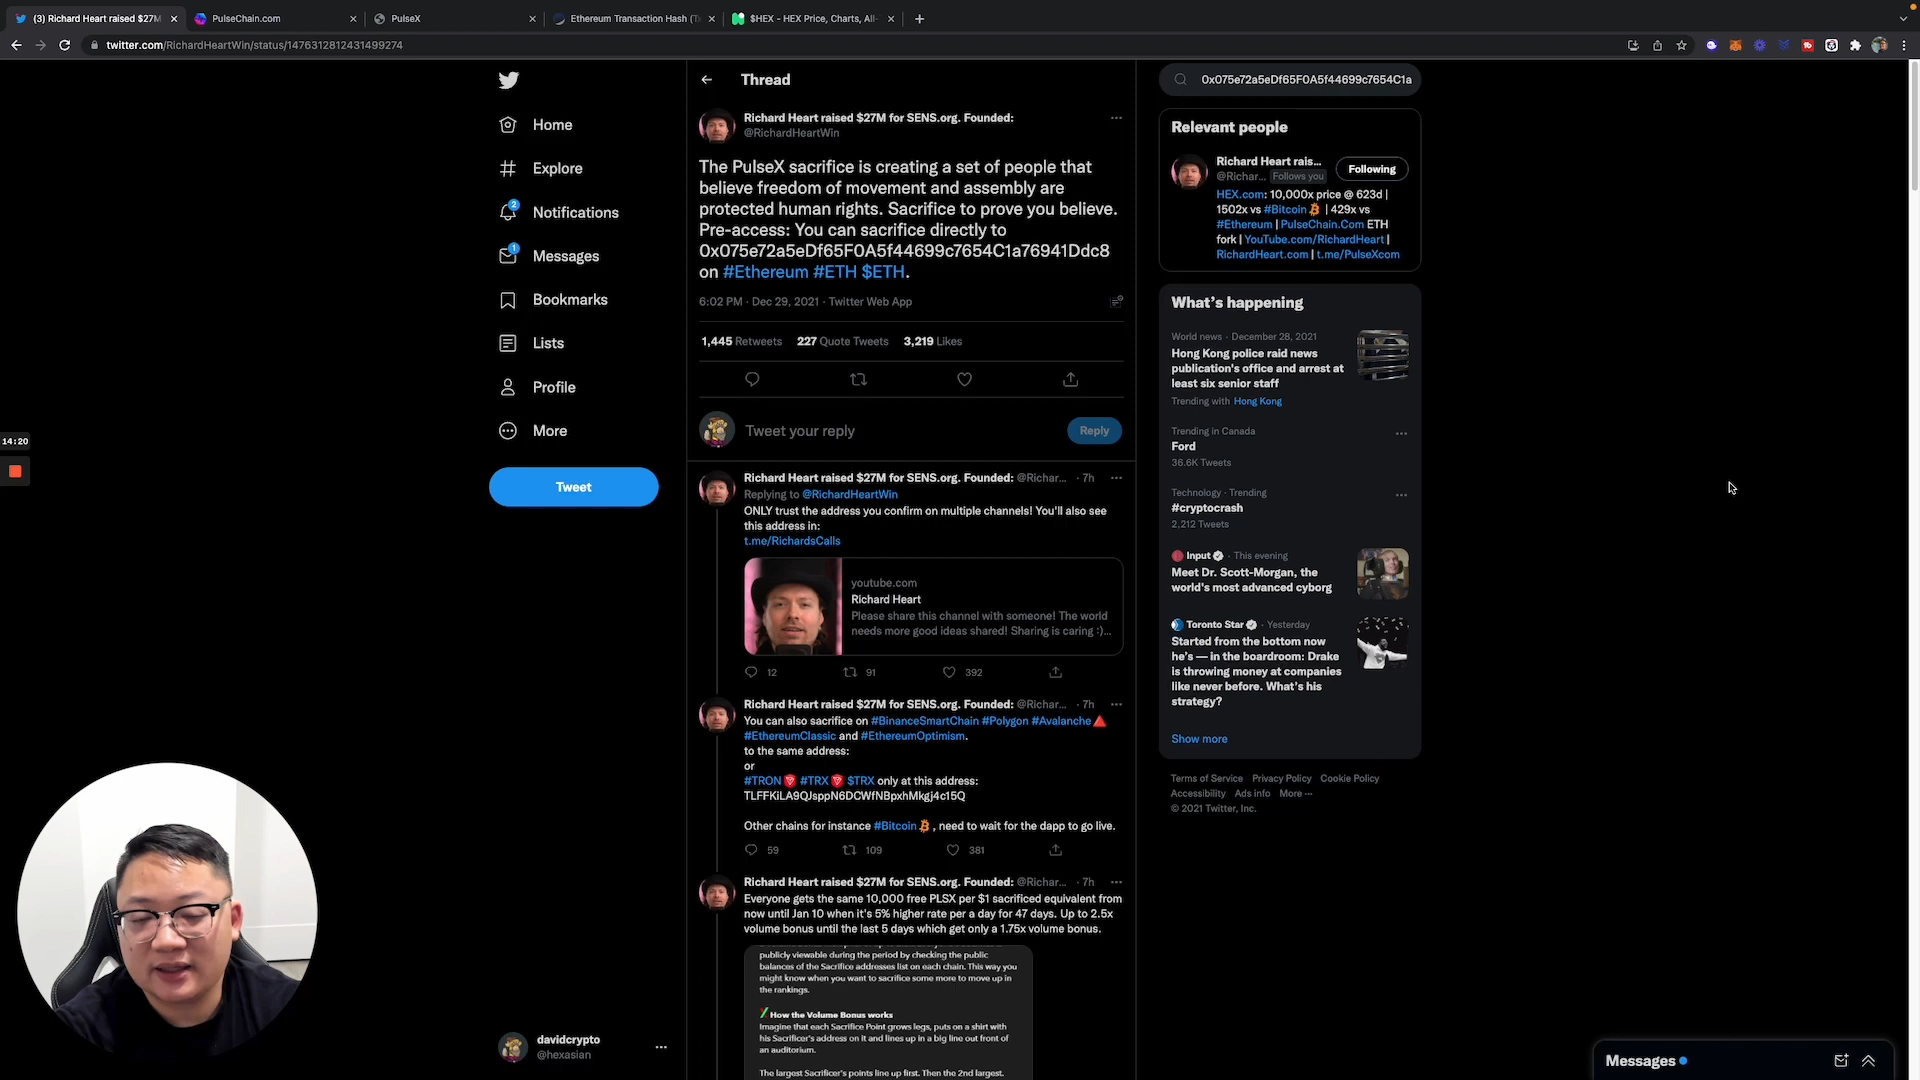 (3) Richard Heart raised $27M
PulseChain.com
PulseX
Ethereum Transaction Hash (T
$HEX - HEX Price, Charts, All-
twitter.com/RichardHeartWin/status/1476312812431499274
Home
Explore
2
Notifications
1
Messages
Bookmarks
Lists
Profile
More
Tweet
14:20
davidcrypto
@hexasian
Thread
Richard Heart raised $27M for SENS.org. Founded:
@RichardHeartWin
The PulseX sacrifice is creating a set of people that
believe freedom of movement and assembly are
protected human rights. Sacrifice to prove you believe.
Pre-access: You can sacrifice directly to
0x075e72a5eDf65F0A5f44699c7654C1a76941Ddc8
on #Ethereum #ETH $ETH.
6:02 PM · Dec 29, 2021 · Twitter Web App
1,445 Retweets 227 Quote Tweets 3,219 Likes
Tweet your reply
Reply
Richard Heart raised $27M for SENS.org. Founded: @Richar... · 7h
Replying to @RichardHeartWin
ONLY trust the address you confirm on multiple channels! You'll also see
this address in:
t.me/RichardsCalls
youtube.com
Richard Heart
Please share this channel with someone! The world
needs more good ideas shared! Sharing is caring :)...
12 91 392
Richard Heart raised $27M for SENS.org. Founded: @Richar... · 7h
You can also sacrifice on #BinanceSmartChain #Polygon #Avalanche🔺
#EthereumClassic and #EthereumOptimism.
to the same address:
or
#TRON #TRX $TRX only at this address:
TLFFKiLA9QJsppN6DCWfNBpxhMkgj4c15Q
Other chains for instance #Bitcoin , need to wait for the dapp to go live.
59 109 381
Richard Heart raised $27M for SENS.org. Founded: @Richar... · 7h
Everyone gets the same 10,000 free PLSX per $1 sacrificed equivalent from
now until Jan 10 when it's 5% higher rate per a day for 47 days. Up to 2.5x
volume bonus until the last 5 days which get only a 1.75x volume bonus.
publicly viewable during the period by checking the public
balances of the Sacrifice addresses list on each chain. This way you
might know when you want to sacrifice some more to move up in
the rankings.
How the Volume Bonus works
Imagine that each Sacrifice Point grows legs, puts on a shirt with
his Sacrificer's address on it and lines up in a big line out front of
an auditorium.
The largest Sacrificer's points line up first. Then the 2nd largest.
0x075e72a5eDf65F0A5f44699c7654C1a
Relevant people
Richard Heart rais...
@Richar... Follows you
Following
HEX.com: 10,000x price @ 623d |
1502x vs #Bitcoin | 429x vs
#Ethereum | PulseChain.Com ETH
fork | YouTube.com/RichardHeart |
RichardHeart.com | t.me/PulseXcom
What's happening
World news · December 28, 2021
Hong Kong police raid news
publication's office and arrest at
least six senior staff
Trending with Hong Kong
Trending in Canada
Ford
36.6K Tweets
Technology · Trending
#cryptocrash
2,212 Tweets
Input · This evening
Meet Dr. Scott-Morgan, the
world's most advanced cyborg
Toronto Star · Yesterday
Started from the bottom now
he's — in the boardroom: Drake
is throwing money at companies
like never before. What's his
strategy?
Show more
Terms of Service Privacy Policy Cookie Policy
Accessibility Ads info More ···
© 2021 Twitter, Inc.
Messages